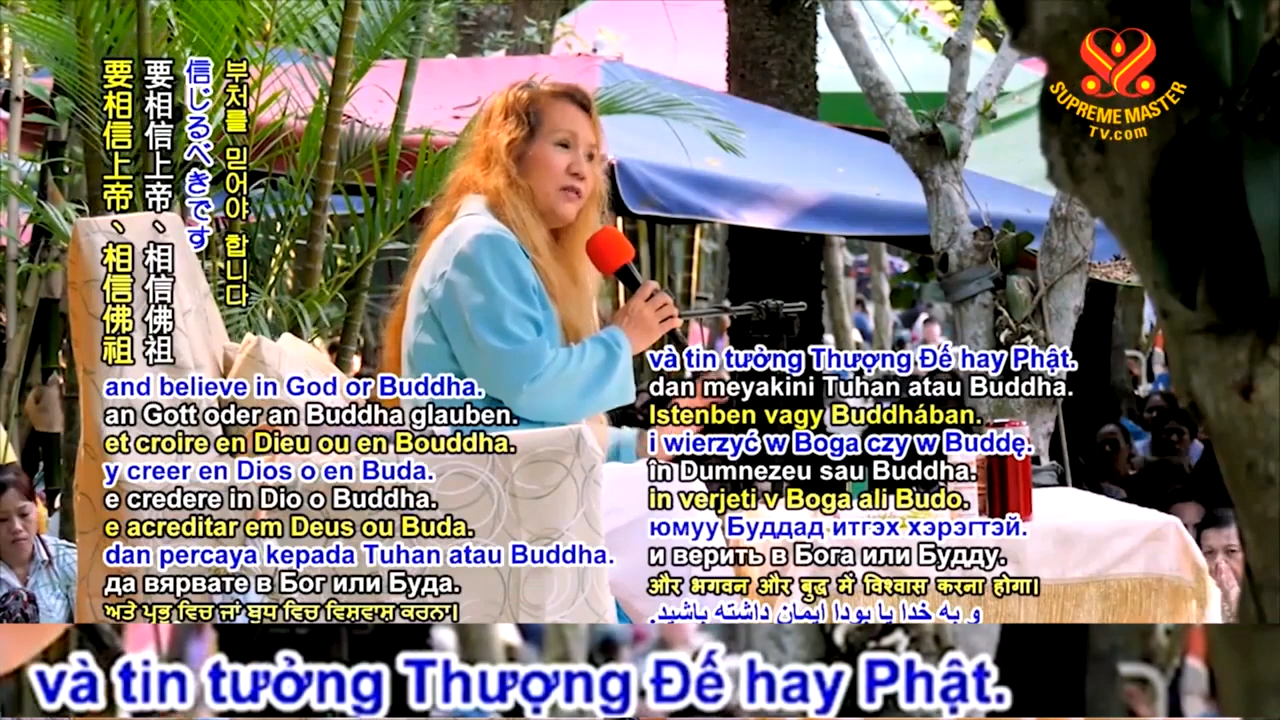 부처를 믿어야 합니다
信じるべきです
要相信上帝、相信佛祖
要相信上帝、相信佛祖
SUPREME MASTER
TV.com
and believe in God or Buddha.
an Gott oder an Buddha glauben.
et croire en Dieu ou en Bouddha.
y creer en Dios o en Buda.
e credere in Dio o Buddha.
e acreditar em Deus ou Buda.
dan percaya kepada Tuhan atau Buddha.
да вярвате в Бог или Буда.
ਅਤੇ ਪ੍ਰਭੂ ਵਿਚ ਜਾਂ ਬੁਧ ਵਿਚ ਵਿਸ਼ਵਾਸ਼ ਕਰਨਾ।
và tin tưởng Thượng Đế hay Phật.
dan meyakini Tuhan atau Buddha.
Istenben vagy Buddhában.
i wierzyć w Boga czy w Buddę.
în Dumnezeu sau Buddha.
in verjeti v Boga ali Budo.
юмуу Буддад итгэх хэрэгтэй.
и верить в Бога или Будду.
और भगवन और बुद्ध में विश्वास करना होगा।
و به خدا یا بودا ایمان داشته باشید.
và tin tưởng Thượng Đế hay Phật.